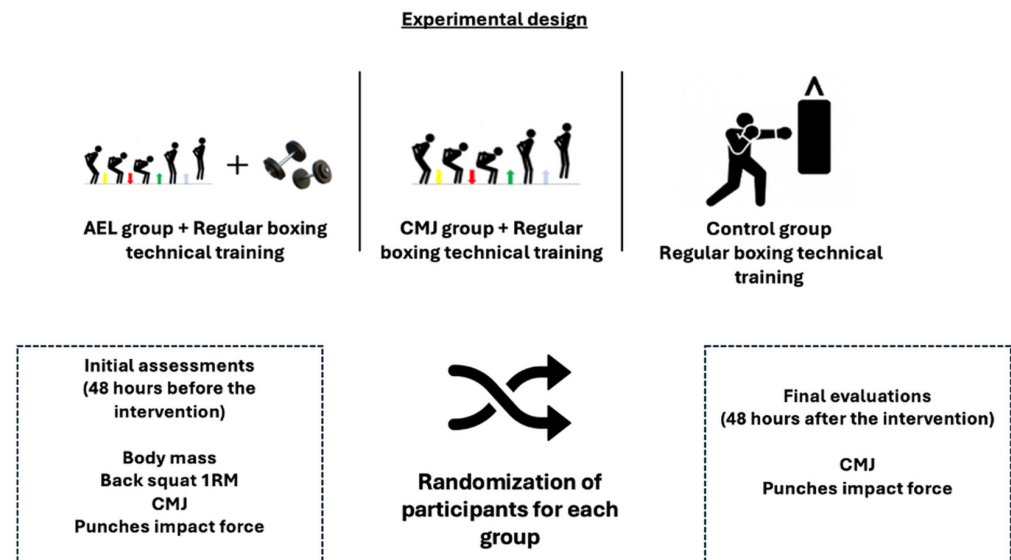 Experimental design
AEL group + Regular boxing
technical training
CMJ group + Regular
boxing technical training
Control group
Regular boxing technical
training
Initial assessments
(48 hours before the
intervention)
Body mass
Back squat 1RM
CMJ
Punches impact force
Randomization of
participants for each
group
Final evaluations
(48 hours after the intervention)
CMJ
Punches impact force